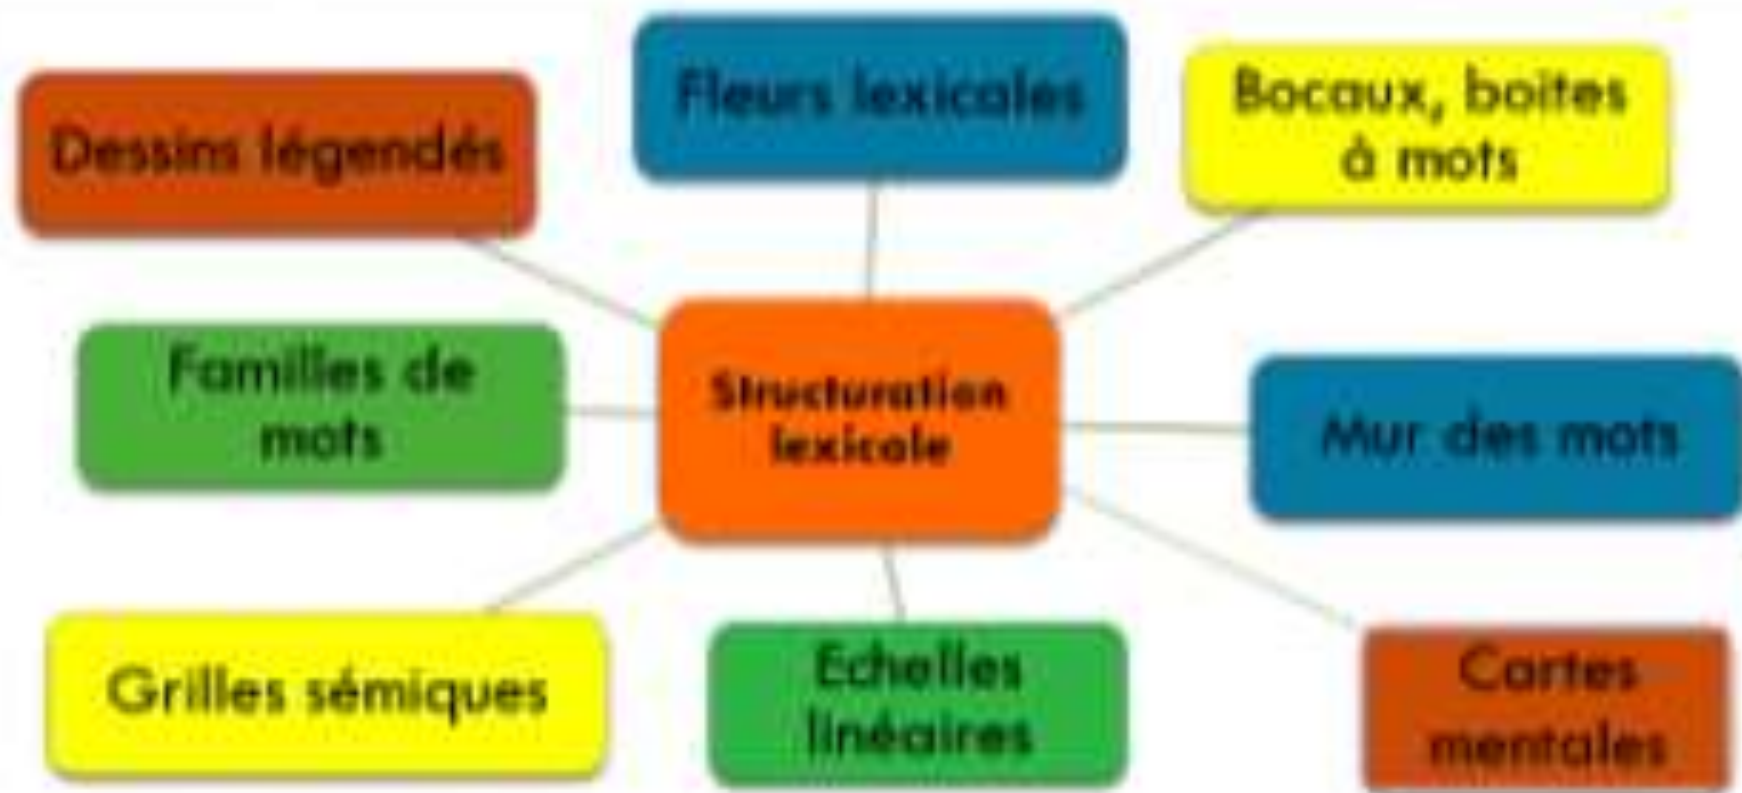 Fleurs lexicales
Bocaux, boites
à mots
Dessins légendés
Familles de
mots
Structuration
lexicale
Mur des mots
Grilles sémiques
Echelles
linéaires
Cartes
mentales